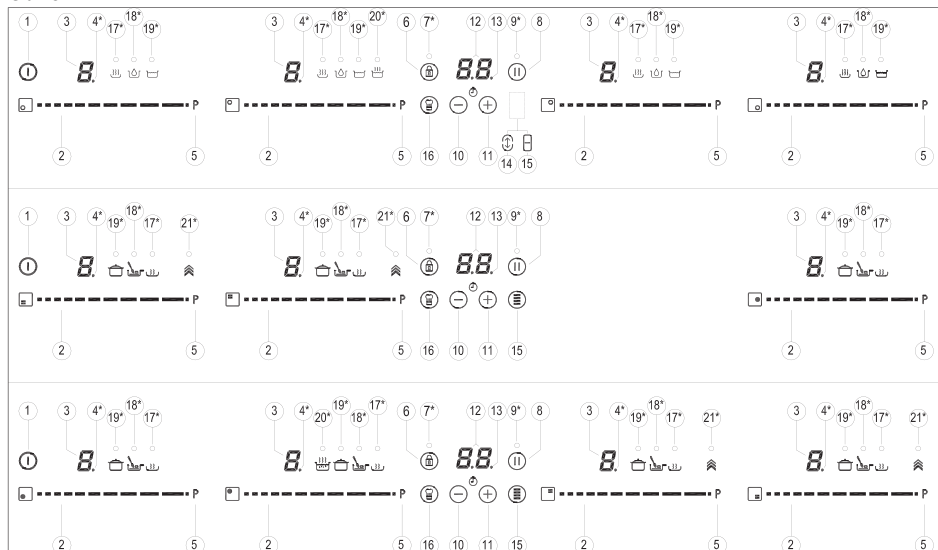 18* 18* 20* 18* 18*
1 3 4* 17* 19* 3 4* 17* 19* 6 7* 12 13 9* 8 3 4* 17* 19* 3 4* 17* 19*
8. 8. 8.8. 8. 8.
P P P P
2 5 2 5 16 10 11 14 15 2 5 2 5
18* 18* 18*
1 3 4* 19* 17* 21* 3 4* 19* 17* 21* 6 7* 12 13 9* 8 3 4* 19* 17*
8. 8. 8.8. 8.
P P P
2 5 2 5 16 10 11 15 2 5
18* 19* 17* 18* 18*
1 3 4* 19* 17* 3 4* 20* 18* 6 7* 12 13 9* 8 3 4* 19* 17* 21* 3 4* 19* 17* 21*
8. 8. 8.8. 8. 8.
P P P P
2 5 2 5 16 10 11 15 2 5 2 5